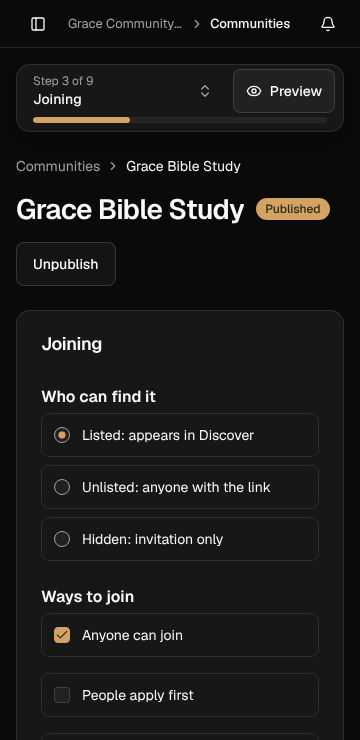 Grace Community... > Communities
Step 3 of 9
Joining
Preview
Communities > Grace Bible Study
Grace Bible Study
Published
Unpublish
Joining
Who can find it
Listed: appears in Discover
Unlisted: anyone with the link
Hidden: invitation only
Ways to join
Anyone can join
People apply first